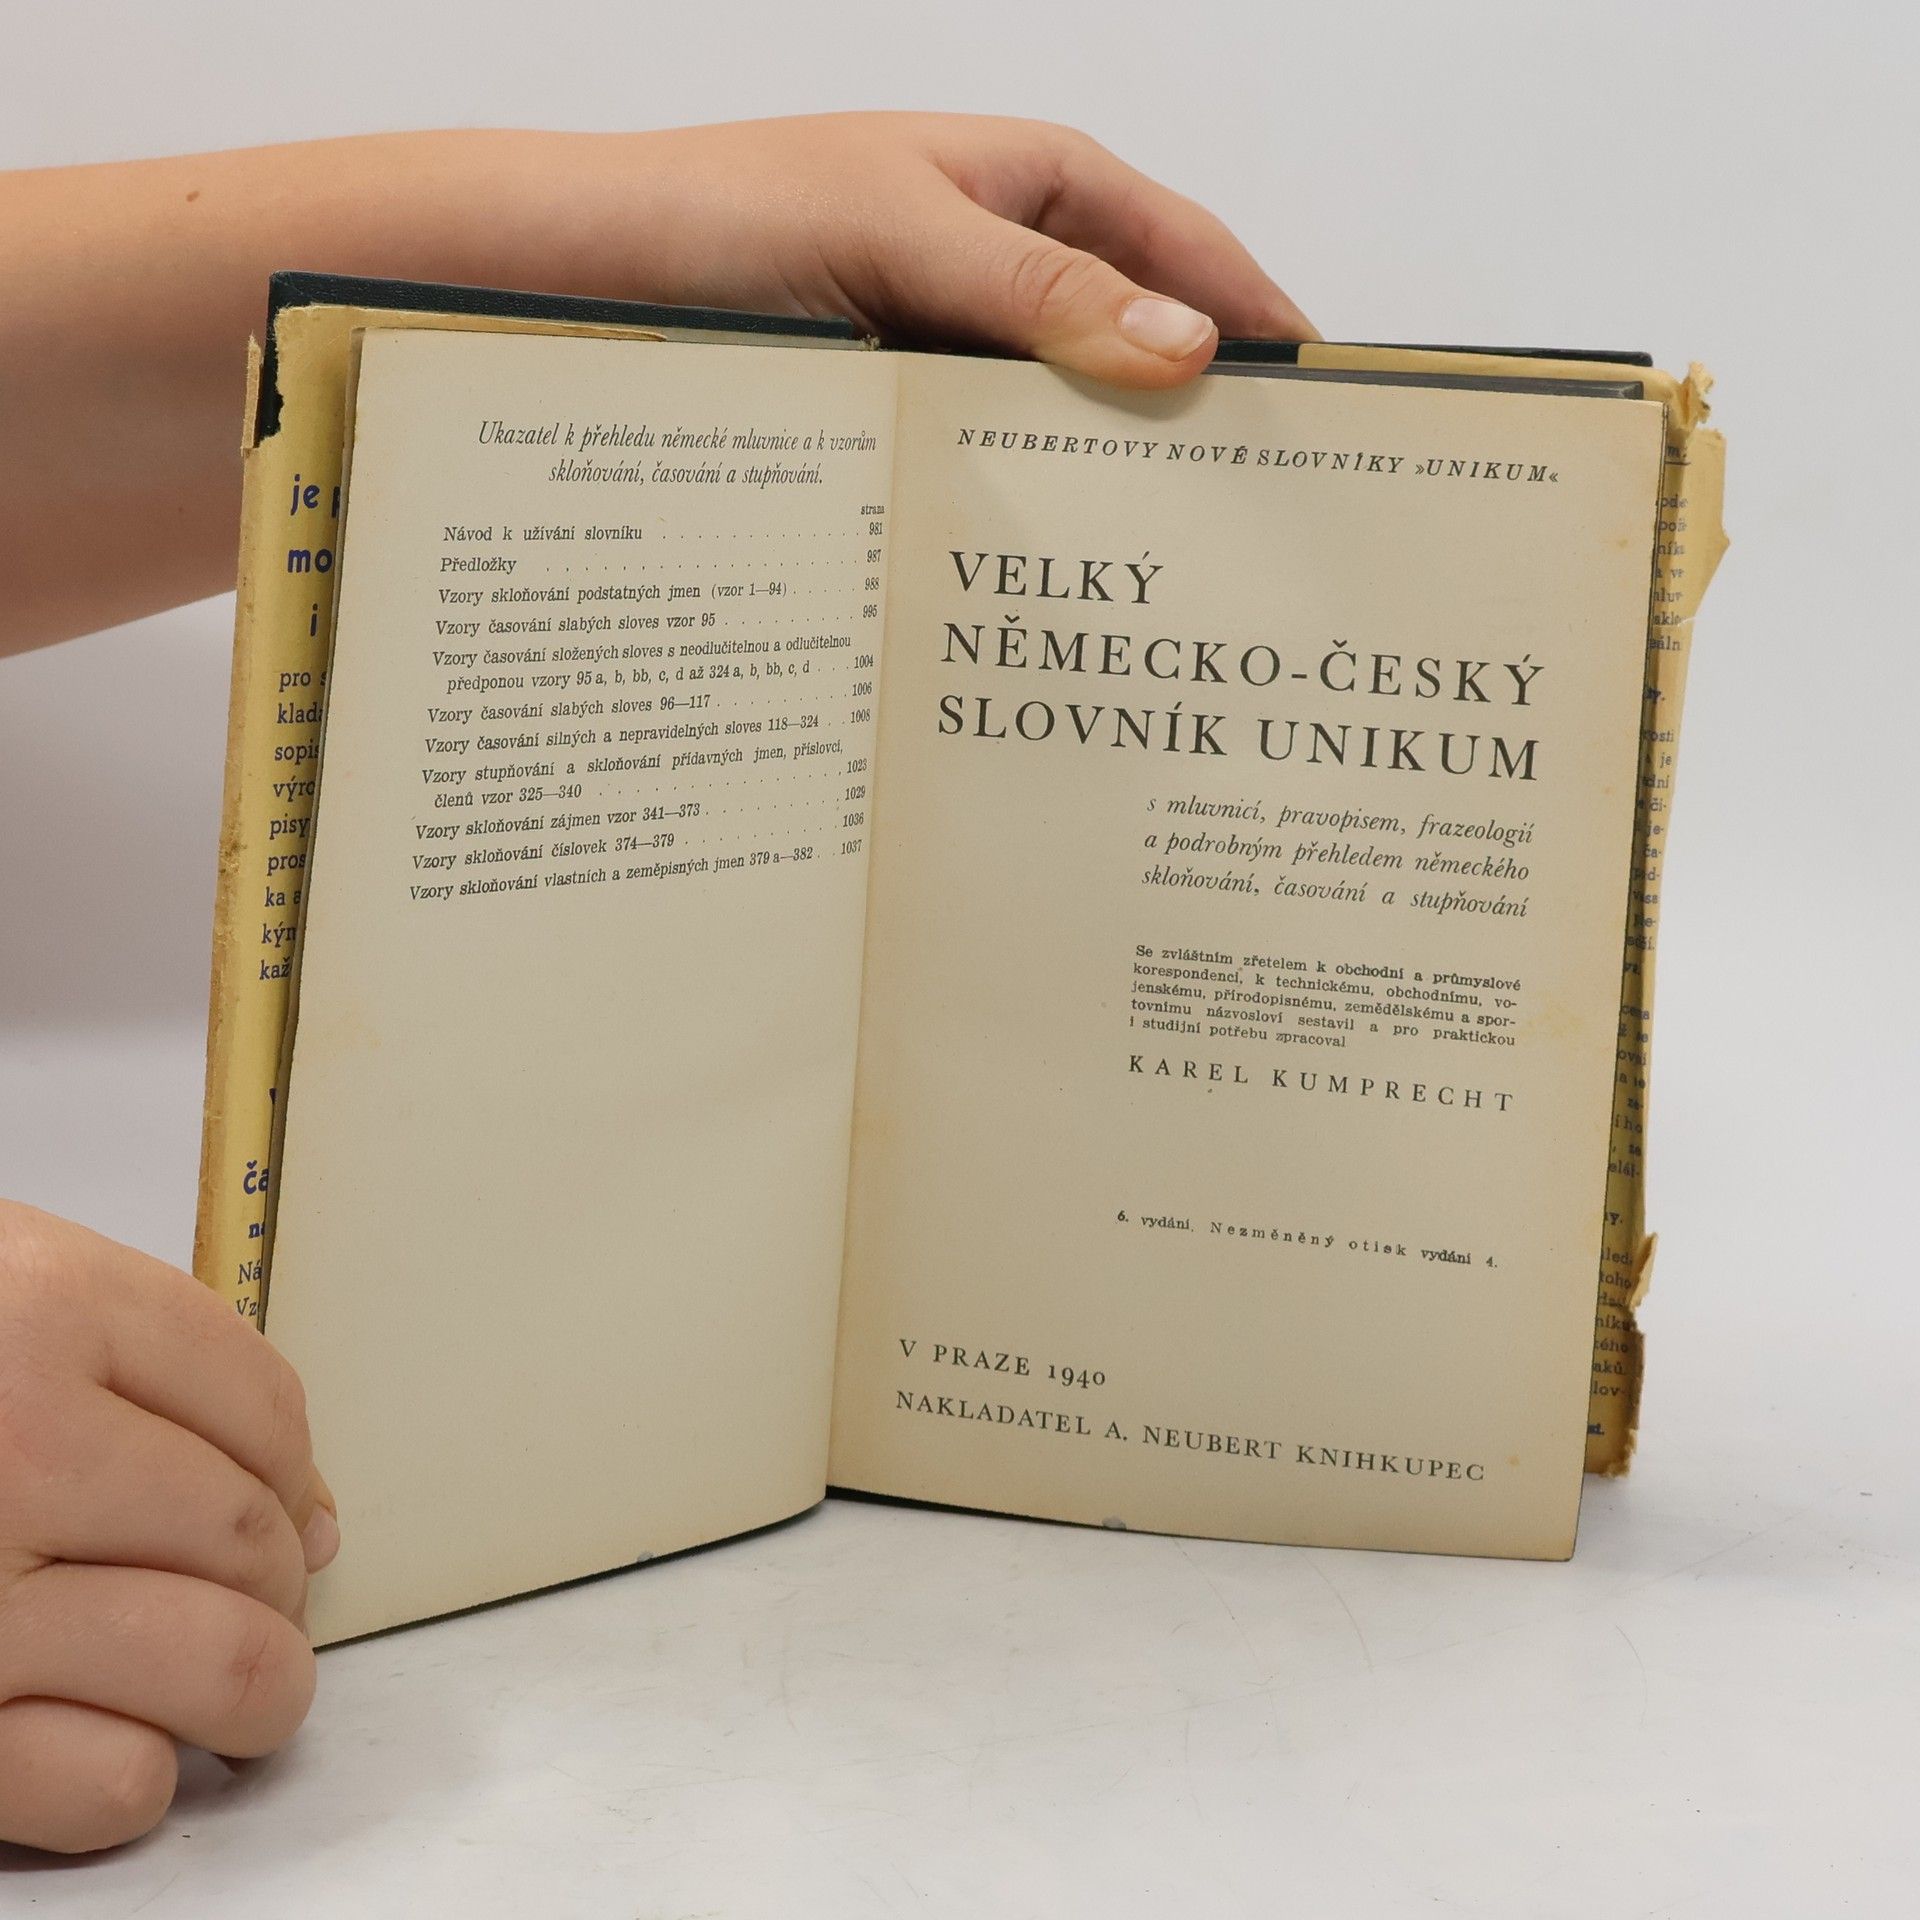 Ukazatel k přehledu německé mluvnice a k vzorům
skloňování, časování a stupňování.
strana
Návod k užívání slovníku . . . . . . . . . . . . . 981
Předložky . . . . . . . . . . . . . . . . . . . 987
Vzory skloňování podstatných jmen (vzor 1—94) . . . . . 988
Vzory časování slabých sloves vzor 95 . . . . . . . . . 995
Vzory časování složených sloves s neodlučitelnou a odlučitelnou
předponou vzory 95 a, b, bb, c, d až 324 a, b, bb, c, d . . . 1004
Vzory časování slabých sloves 96—117 . . . . . . . . . 1006
Vzory časování silných a nepravidelných sloves 118—324 . . 1008
Vzory stupňování a skloňování přídavných jmen, příslovcí,
členů vzor 325—340 . . . . . . . . . . . . . . 1023
Vzory skloňování zájmen vzor 341—373 . . . . . . . . . 1029
Vzory skloňování číslovek 374—379 . . . . . . . . . . 1036
Vzory skloňování vlastních a zeměpisných jmen 379 a—382 . . 1037
NEUBERTOVY NOVÉ SLOVNÍKY »UNIKUM«
VELKÝ
NĚMECKO-ČESKÝ
SLOVNÍK UNIKUM
s mluvnicí, pravopisem, frazeologií
a podrobným přehledem německého
skloňování, časování a stupňování
Se zvláštním zřetelem k obchodní a průmyslové
korespondenci, k technickému, obchodnímu, vo-
jenskému, přírodopisnému, zemědělskému a spor-
tovnímu názvosloví sestavil a pro praktickou
i studijní potřebu zpracoval
KAREL KUMPRECHT
6. vydání. Nezměněný otisk vydání 4.
V PRAZE 1940
NAKLADATEL A. NEUBERT KNIHKUPEC
je
mo
i
pro